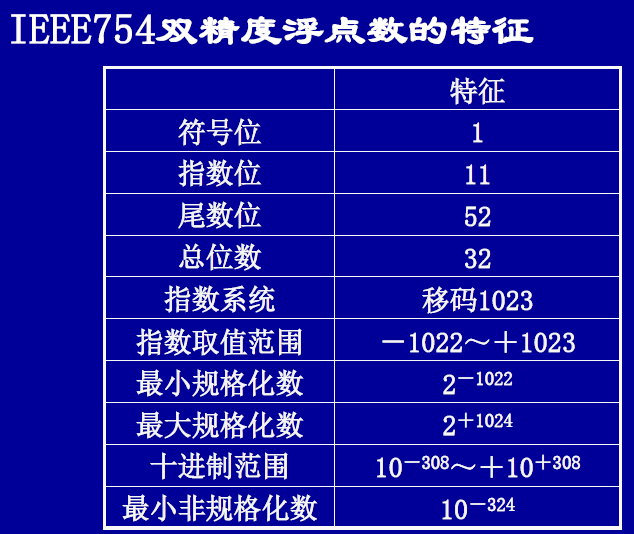 IEEE754双精度浮点数的特征
特征
符号位 1
指数位 11
尾数位 52
总位数 32
指数系统 移码1023
指数取值范围 －1022～＋1023
最小规格化数 2⁻¹⁰²²
最大规格化数 2⁺¹⁰²⁴
十进制范围 10⁻³⁰⁸～＋10⁺³⁰⁸
最小非规格化数 10⁻³²⁴